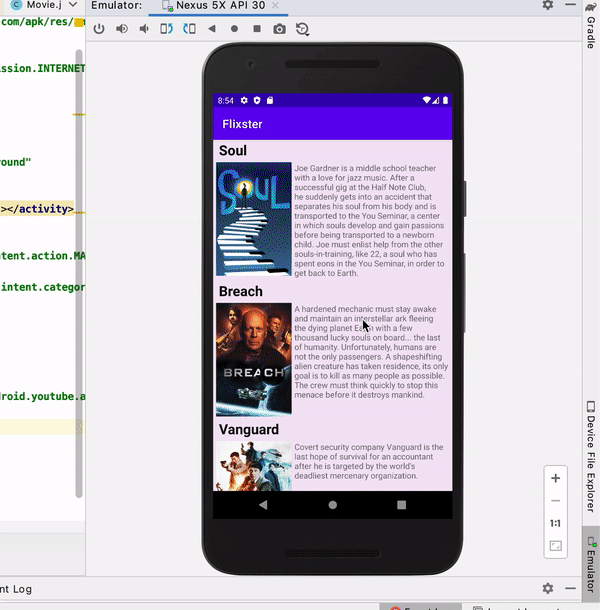 Movie.j
Emulator:
Nexus 5X API 30
com/apk/res/
ission.INTERNET
round"
></activity>
ntent.action.MA
intent.categor
droid.youtube.a
nt Log
8:54
Flixster
Soul
SOUL
Joe Gardner is a middle school teacher
with a love for jazz music. After a
successful gig at the Half Note Club,
he suddenly gets into an accident that
separates his soul from his body and is
transported to the You Seminar, a center
in which souls develop and gain passions
before being transported to a newborn
child. Joe must enlist help from the other
souls-in-training, like 22, a soul who has
spent eons in the You Seminar, in order to
get back to Earth.
Breach
BREACH
A hardened mechanic must stay awake
and maintain an interstellar ark fleeing
the dying planet Earth with a few
thousand lucky souls on board... the last
of humanity. Unfortunately, humans are
not the only passengers. A shapeshifting
alien creature has taken residence, its only
goal is to kill as many people as possible.
The crew must think quickly to stop this
menace before it destroys mankind.
Vanguard
Covert security company Vanguard is the
last hope of survival for an accountant
after he is targeted by the world's
deadliest mercenary organization.
1:1
Gradle
Device File Explorer
Emulator